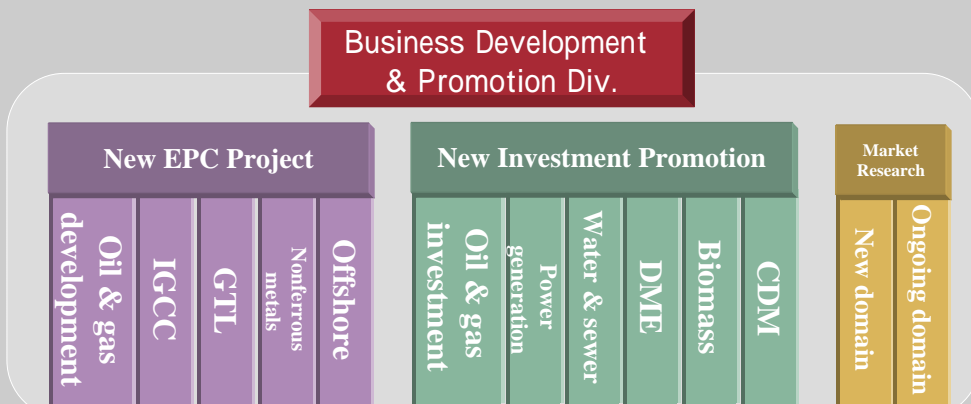 Business Development
& Promotion Div.
New EPC Project
Oil & gas
development
IGCC
GTL
Nonferrous
metals
Offshore
New Investment Promotion
Oil & gas
investment
Power
generation
Water & sewer
DME
Biomass
CDM
Market
Research
New domain
Ongoing domain